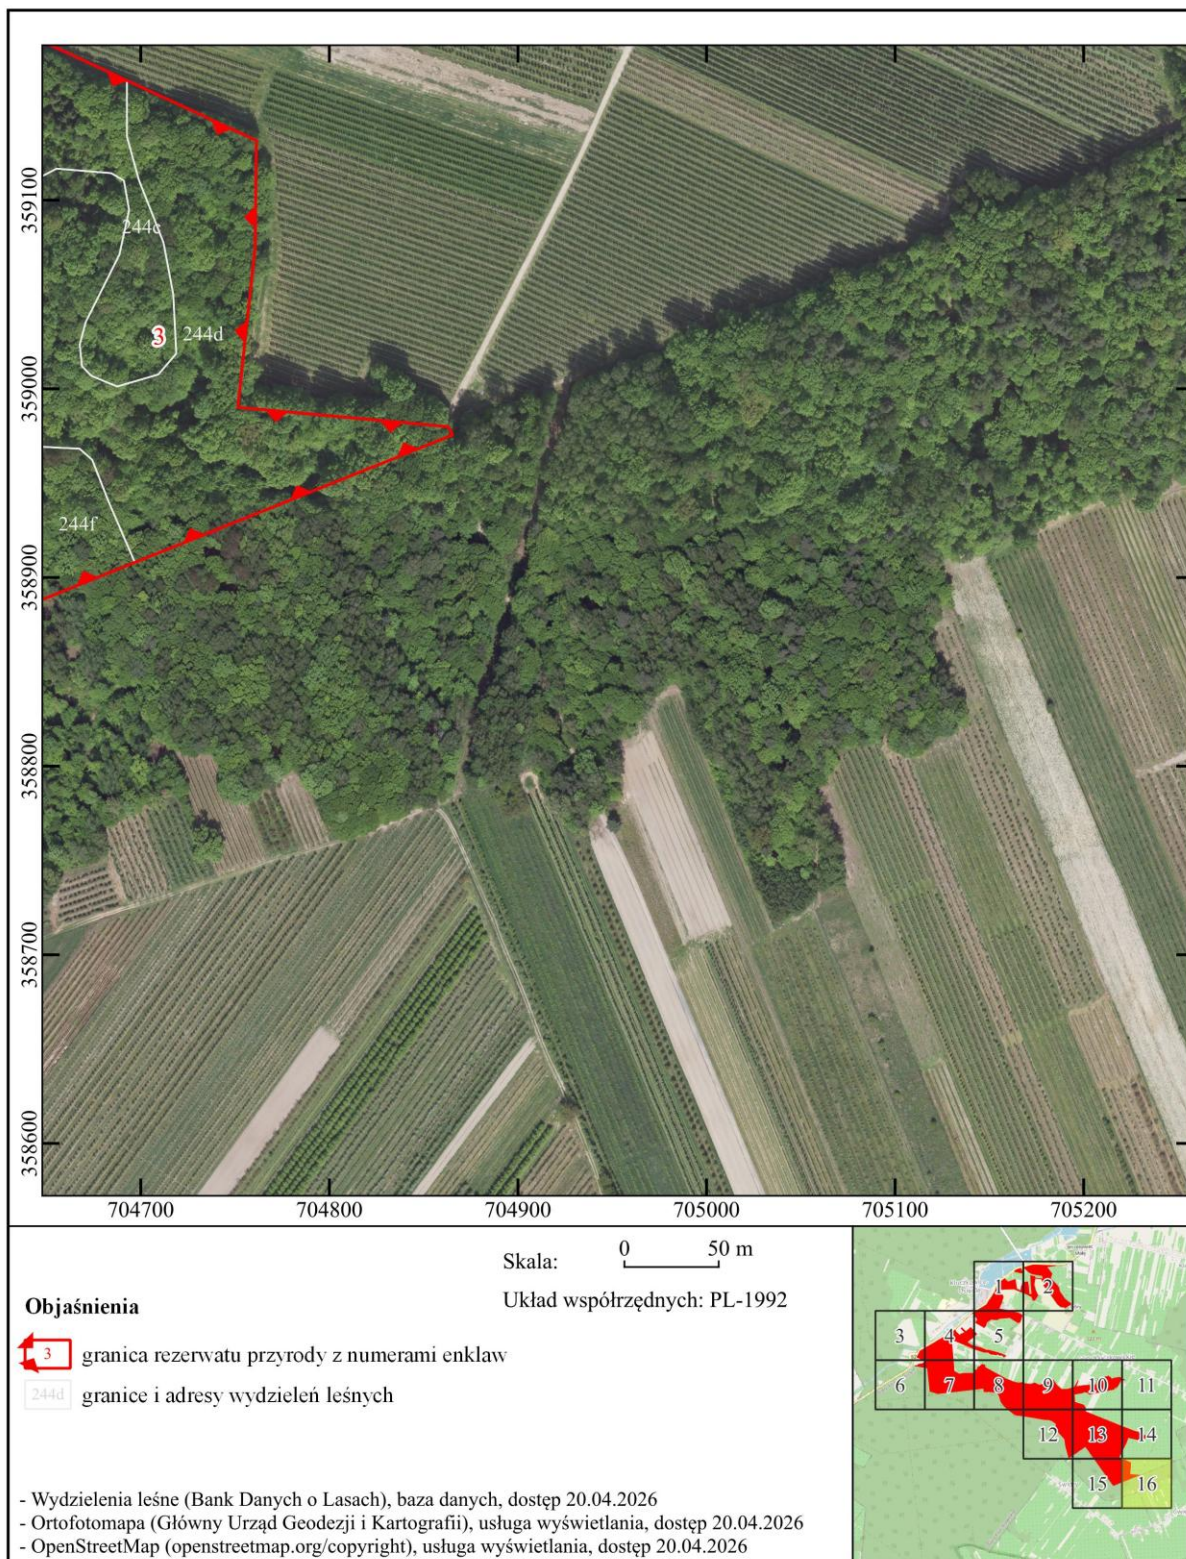 359100
359000
358900
358800
358700
358600
244c
3
244d
244f
704700
704800
704900
705000
705100
705200
Skala:
0
50 m
Układ współrzędnych: PL-1992
Objaśnienia
3
granica rezerwatu przyrody z numerami enklaw
244d
granice i adresy wydzieleń leśnych
- Wydzielenia leśne (Bank Danych o Lasach), baza danych, dostęp 20.04.2026
- Ortofotomapa (Główny Urząd Geodezji i Kartografii), usługa wyświetlania, dostęp 20.04.2026
- OpenStreetMap (openstreetmap.org/copyright), usługa wyświetlania, dostęp 20.04.2026
1
2
3
4
5
6
7
8
9
10
11
12
13
14
15
16